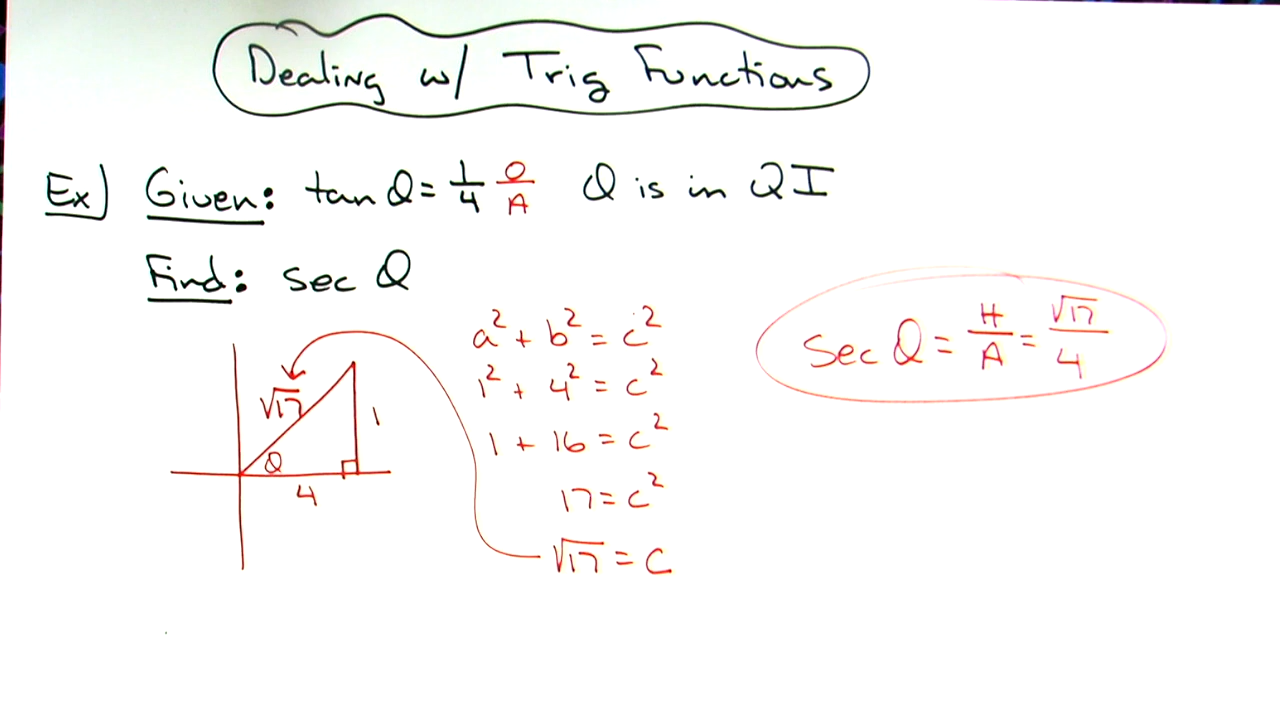 Dealing w/ Trig Functions
Ex) Given: tan θ = 1/4 O/A θ is in QI
Find: sec θ
√17
1
θ
4
a² + b² = c²
1² + 4² = c²
1 + 16 = c²
17 = c²
√17 = c
sec θ = H/A = √17/4